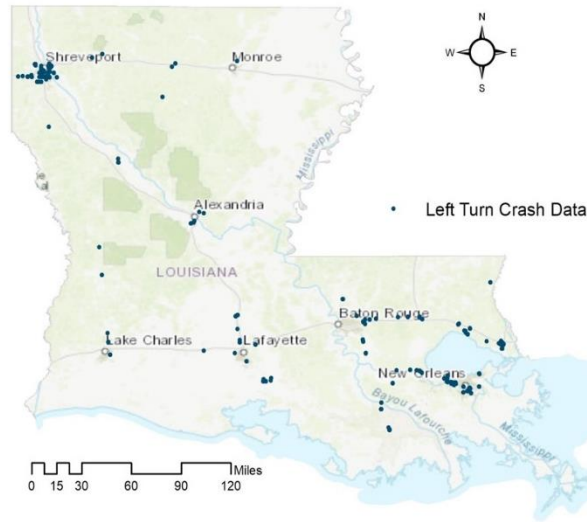 N
W E
S
Shreveport
Monroe
Mississippi
Alexandria
Left Turn Crash Data
LOUISIANA
Baton Rouge
Lake Charles
Lafayette
New Orleans
Bayou Lafourche
Mississippi
Miles
0 15 30 60 90 120